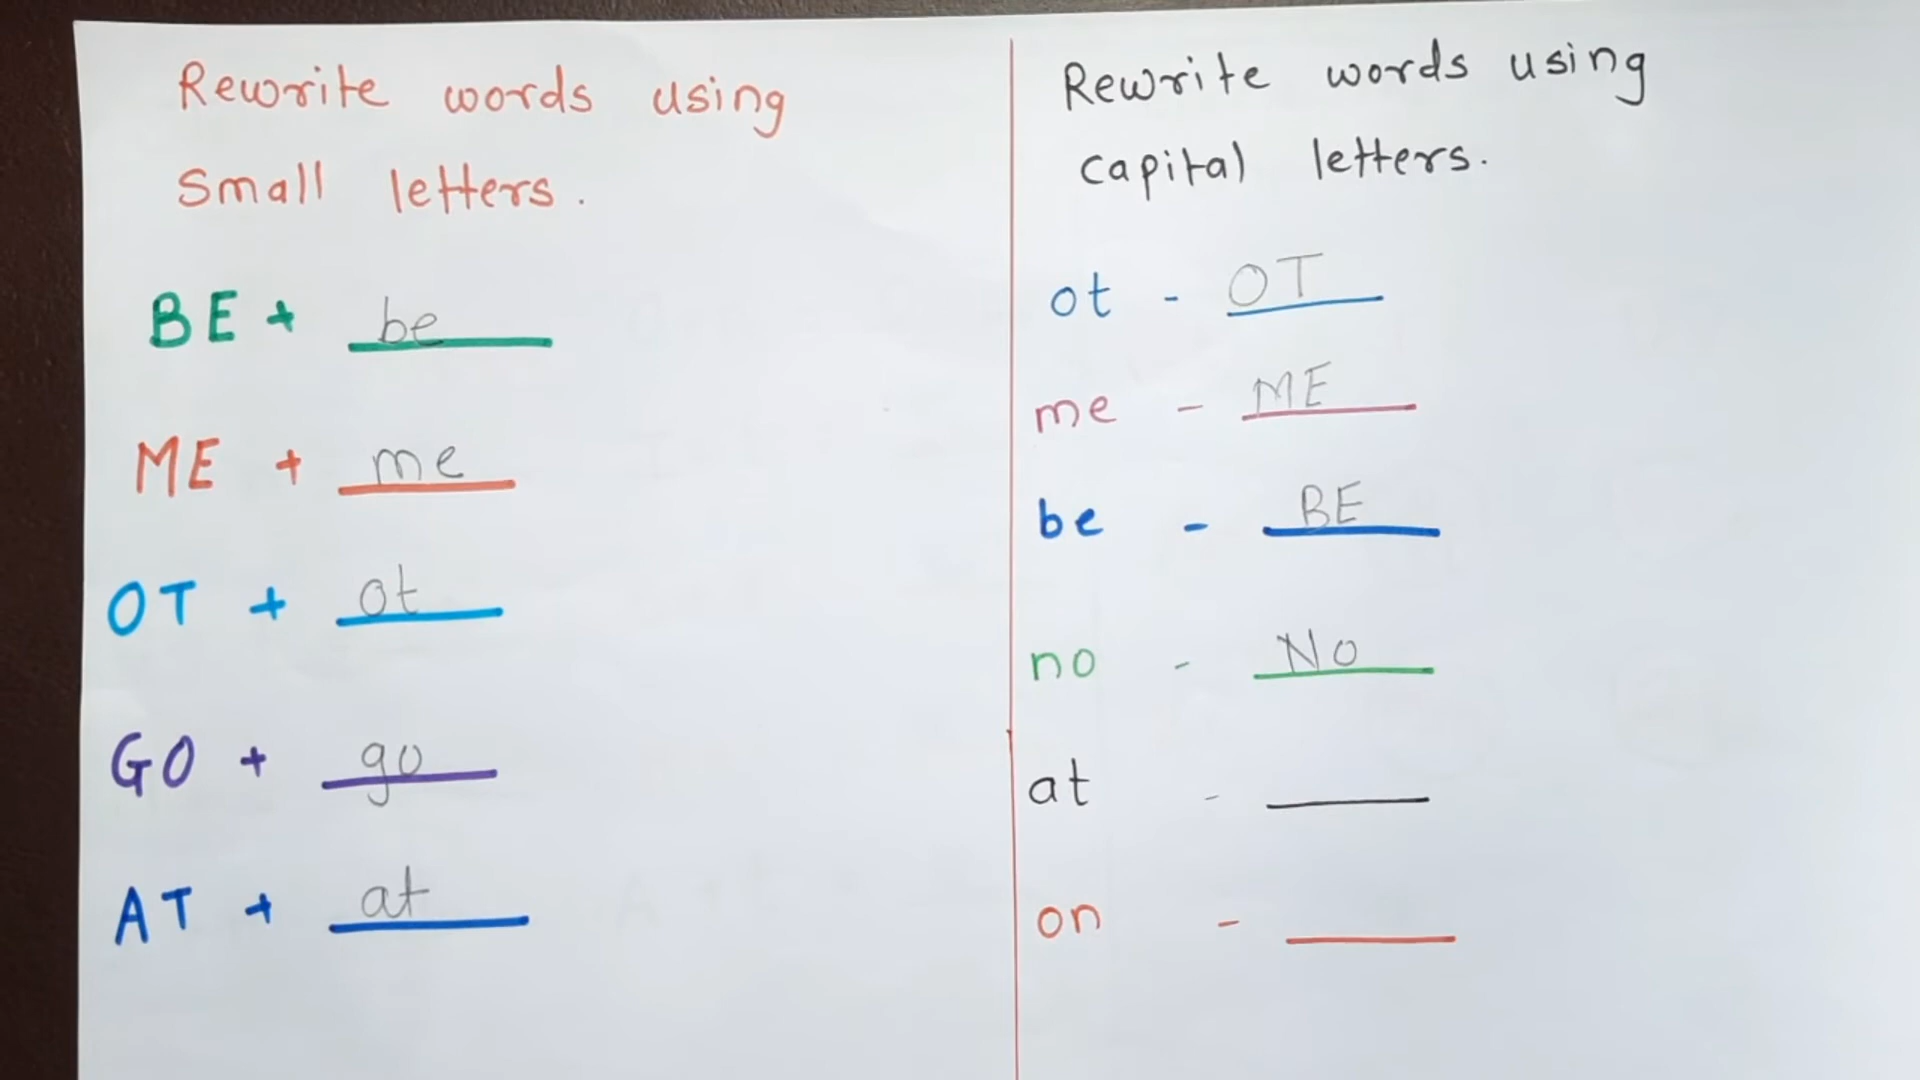 Rewrite words using
Small letters.
BE + be
ME + me
OT + ot
GO + go
AT + at
Rewrite words using
capital letters.
ot - OT
me - ME
be - BE
no - No
at -
on -